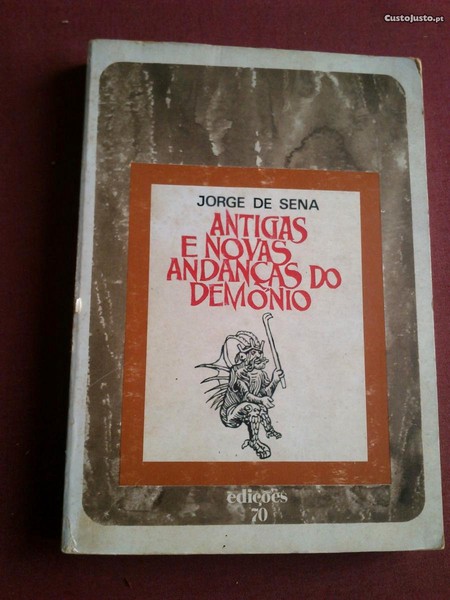 CustoJusto.pt
JORGE DE SENA
ANTIGAS
E NOVAS
ANDANÇAS DO
DEMÓNIO
edições
70